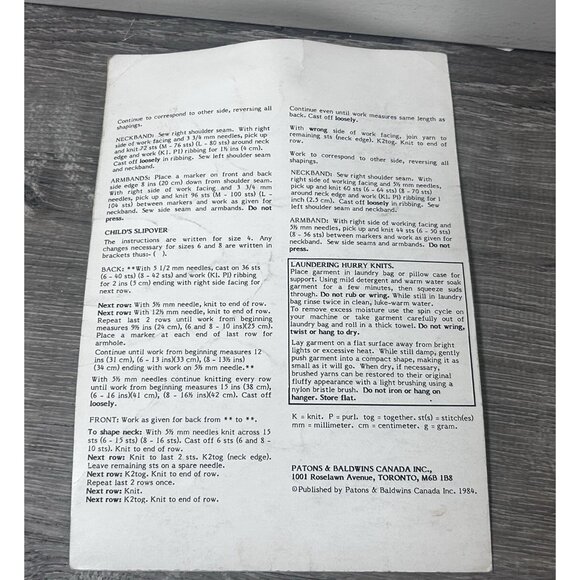 Continue to correspond to other side, reversing all
shapings.
NECKBAND: Sew right shoulder seam. With right
side of work facing and 3 3/4 mm needles, pick up
and knit 72 sts (M - 76 sts) (L - 80 sts) around neck
edge and work (K1. P1) ribbing for 1½ ins (4 cm).
Cast off loosely in ribbing. Sew left shoulder seam
and neckband.
ARMBANDS: Place a marker on front and back
side edge 8 ins (20 cm) down from shoulder seam.
With right side of work facing and 3 3/4 mm
needles, pick up and knit 96 sts (M - 100 sts) (L -
104 sts) between markers and work as given for
neckband. Sew side seams and armbands. Do not
press.
CHILD'S SLIPOVER
The instructions are written for size 4. Any
changes necessary for sizes 6 and 8 are written in
brackets thus:- ( ).
BACK: **With 5 1/2 mm needles, cast on 36 sts
(6 - 40 sts) (8 - 42 sts) and work (K1. P1) ribbing
for 2 ins (5 cm) ending with right side facing for
next row.
Next row: With 5½ mm needle, knit to end of row.
Next row: With 12½ mm needle, knit to end of row.
Repeat last 2 rows until work from beginning
measures 9½ ins (24 cm), (6 and 8 - 10 ins)(25 cm).
Place a marker at each end of last row for
armhole.
Continue until work from beginning measures 12
ins (31 cm), (6 - 13 ins)(33 cm), (8 - 13½ ins)
(34 cm) ending with work on 5½ mm needle.**
With 5½ mm needles continue knitting every row
until work from beginning measures 15 ins (38 cm),
(6 - 16 ins)(41 cm), (8 - 16½ ins)(42 cm). Cast off
loosely.
FRONT: Work as given for back from ** to **.
To shape neck: With 5½ mm needles knit across 15
sts (6 - 15 sts) (8 - 16 sts). Cast off 6 sts (6 and 8 -
10 sts). Knit to end of row.
Next row: Knit to last 2 sts. K2tog (neck edge).
Leave remaining sts on a spare needle.
Next row: K2tog. Knit to end of row.
Repeat last 2 rows once.
Next row: Knit.
Next row: K2tog. Knit to end of row.
Continue even until work measures same length as
back. Cast off loosely.
With wrong side of work facing, join yarn to
remaining sts (neck edge). K2tog. Knit to end of
row.
Work to correspond to other side, reversing all
shapings.
NECKBAND: Sew right shoulder seam. With
right side of working facing and 5½ mm needles,
pick up and knit 60 sts (6 - 64 sts) (8 - 70 sts)
around neck edge and work (K1. P1) ribbing for 1
inch (2.5 cm). Cast off loosely in ribbing. Sew
left shoulder seam and neckband.
ARMBAND: With right side of working facing and
5½ mm needles, pick up and knit 44 sts (6 - 50 sts)
(8 - 56 sts) between markers and work as given for
neckband. Sew side seams and armbands. Do not
press.
LAUNDERING HURRY KNITS.
Place garment in laundry bag or pillow case for
support. Using mild detergent and warm water soak
garment for a few minutes, then squeeze suds
through. Do not rub or wring. While still in laundry
bag rinse twice in clean, luke-warm water.
To remove excess moisture use the spin cycle of
your machine or take garment carefully out of
laundry bag and roll in a thick towel. Do not wring,
twist or hang to dry.
Lay garment on a flat surface away from bright
lights or excessive heat. While still damp, gently
push garment into a compact shape, making it as
small as it will go. When dry, if necessary,
brushed yarns can be restored to their original
fluffy appearance with a light brushing using a
nylon bristle brush. Do not iron or hang on
hanger. Store flat.
K = knit. P = purl. tog = together. st(s) = stitch(es)
mm = millimeter. cm = centimeter. g = gram.
PATONS & BALDWINS CANADA INC.,
1001 Roselawn Avenue, TORONTO, M6B 1B8
©Published by Patons & Baldwins Canada Inc. 1984.